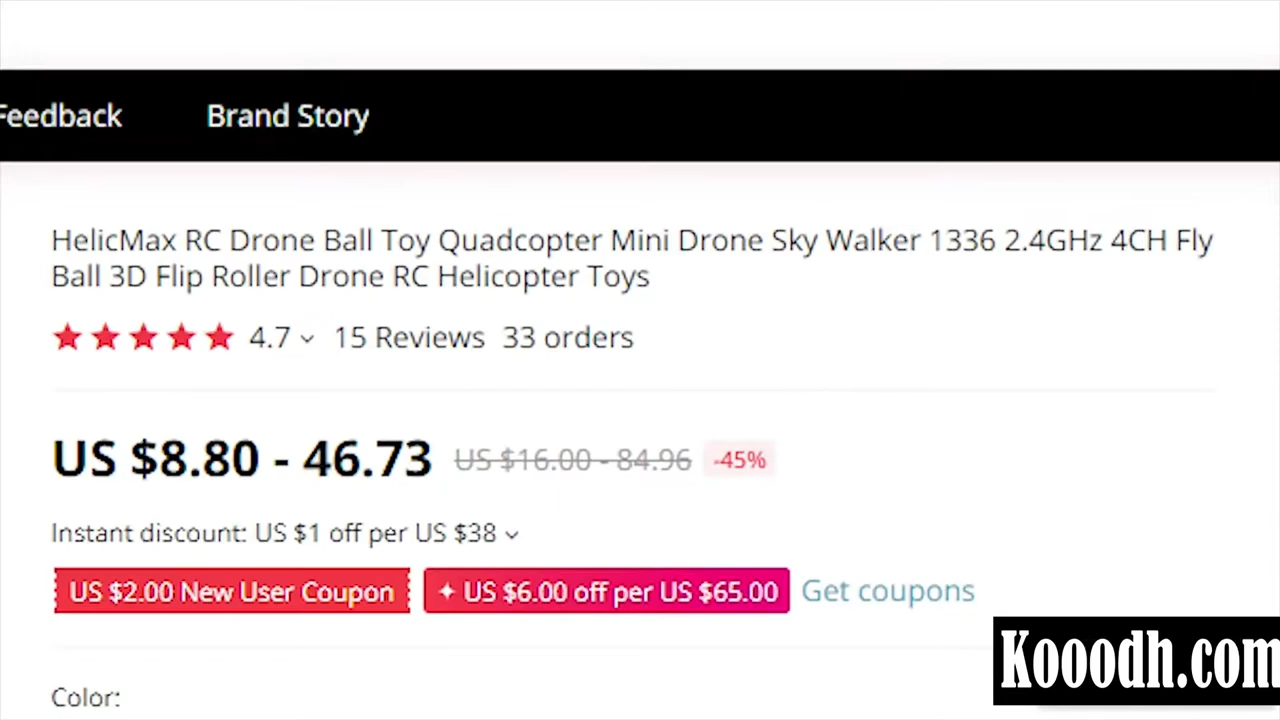 Feedback Brand Story
HelicMax RC Drone Ball Toy Quadcopter Mini Drone Sky Walker 1336 2.4GHz 4CH Fly
Ball 3D Flip Roller Drone RC Helicopter Toys
4.7 15 Reviews 33 orders
US $8.80 - 46.73 US $16.00 - 84.96 -45%
Instant discount: US $1 off per US $38
US $2.00 New User Coupon US $6.00 off per US $65.00 Get coupons
Kooodh.com
Color: